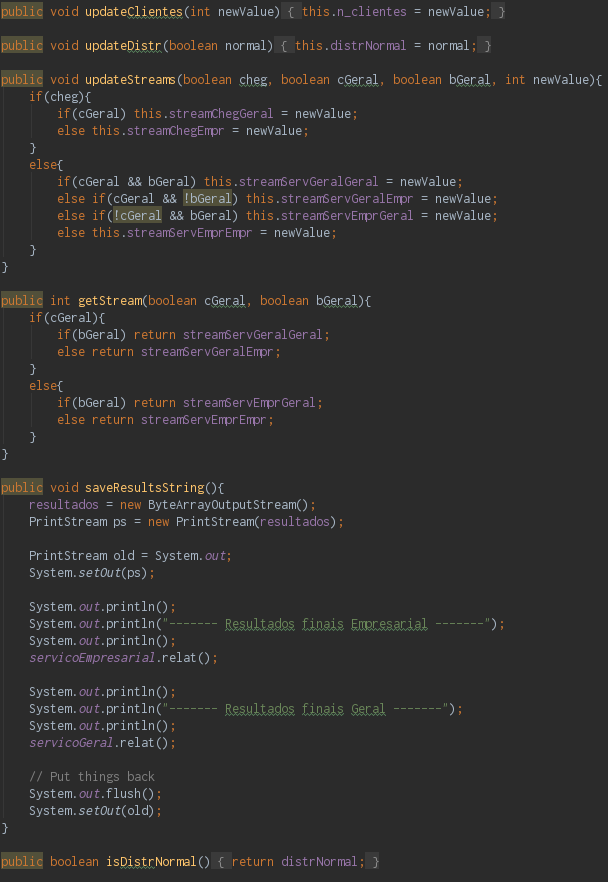 public void updateClientes(int newValue) { this.n_clientes = newValue; }
public void updateDistr(boolean normal) { this.distrNormal = normal; }
public void updateStreams(boolean cheg, boolean cGeral, boolean bGeral, int newValue){
if(cheg){
if(cGeral) this.streamChegGeral = newValue;
else this.streamChegEmpr = newValue;
}
else{
if(cGeral && bGeral) this.streamServGeralGeral = newValue;
else if(cGeral && !bGeral) this.streamServGeralEmpr = newValue;
else if(!cGeral && bGeral) this.streamServEmprGeral = newValue;
else this.streamServEmprEmpr = newValue;
}
}
public int getStream(boolean cGeral, boolean bGeral){
if(cGeral){
if(bGeral) return streamServGeralGeral;
else return streamServGeralEmpr;
}
else{
if(bGeral) return streamServEmprGeral;
else return streamServEmprEmpr;
}
}
public void saveResultsString(){
resultados = new ByteArrayOutputStream();
PrintStream ps = new PrintStream(resultados);
PrintStream old = System.out;
System.setOut(ps);
System.out.println();
System.out.println("------- Resultados finais Empresarial -------");
System.out.println();
servicoEmpresarial.relat();
System.out.println();
System.out.println("------- Resultados finais Geral -------");
System.out.println();
servicoGeral.relat();
// Put things back
System.out.flush();
System.setOut(old);
}
public boolean isDistrNormal() { return distrNormal; }